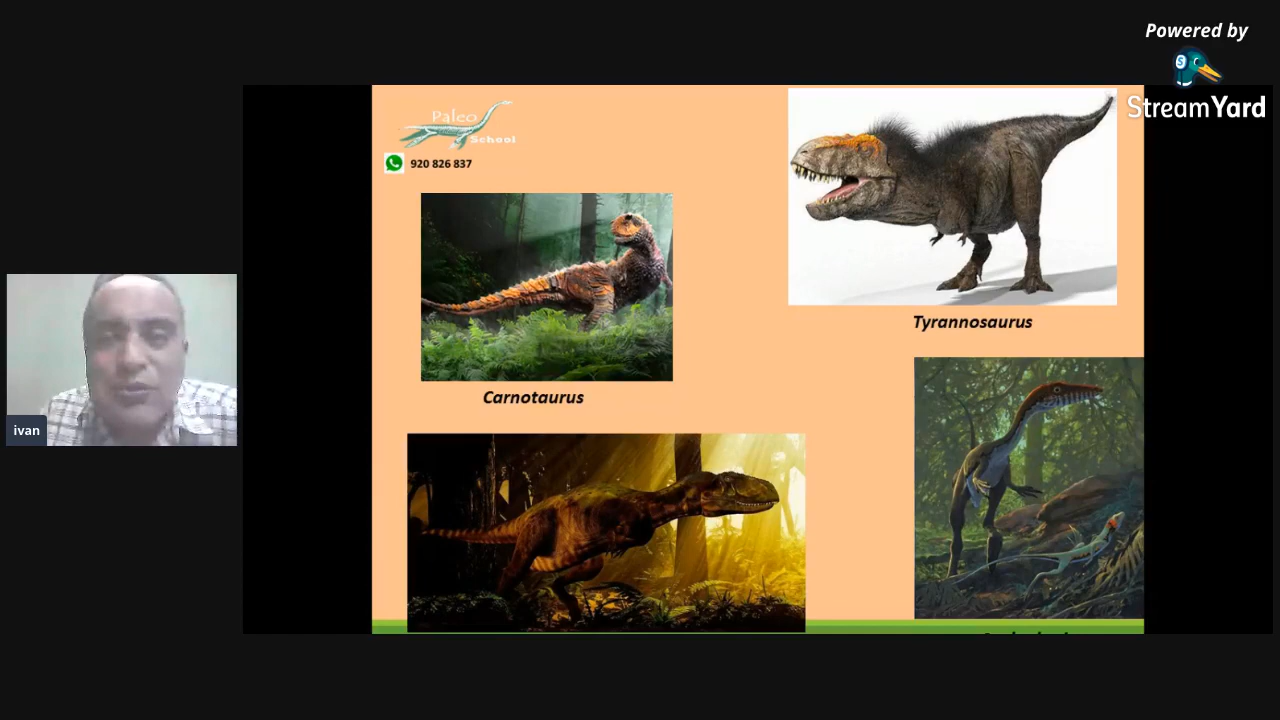 Powered by
StreamYard
Paleo
School
920 826 837
Tyrannosaurus
Carnotaurus
ivan